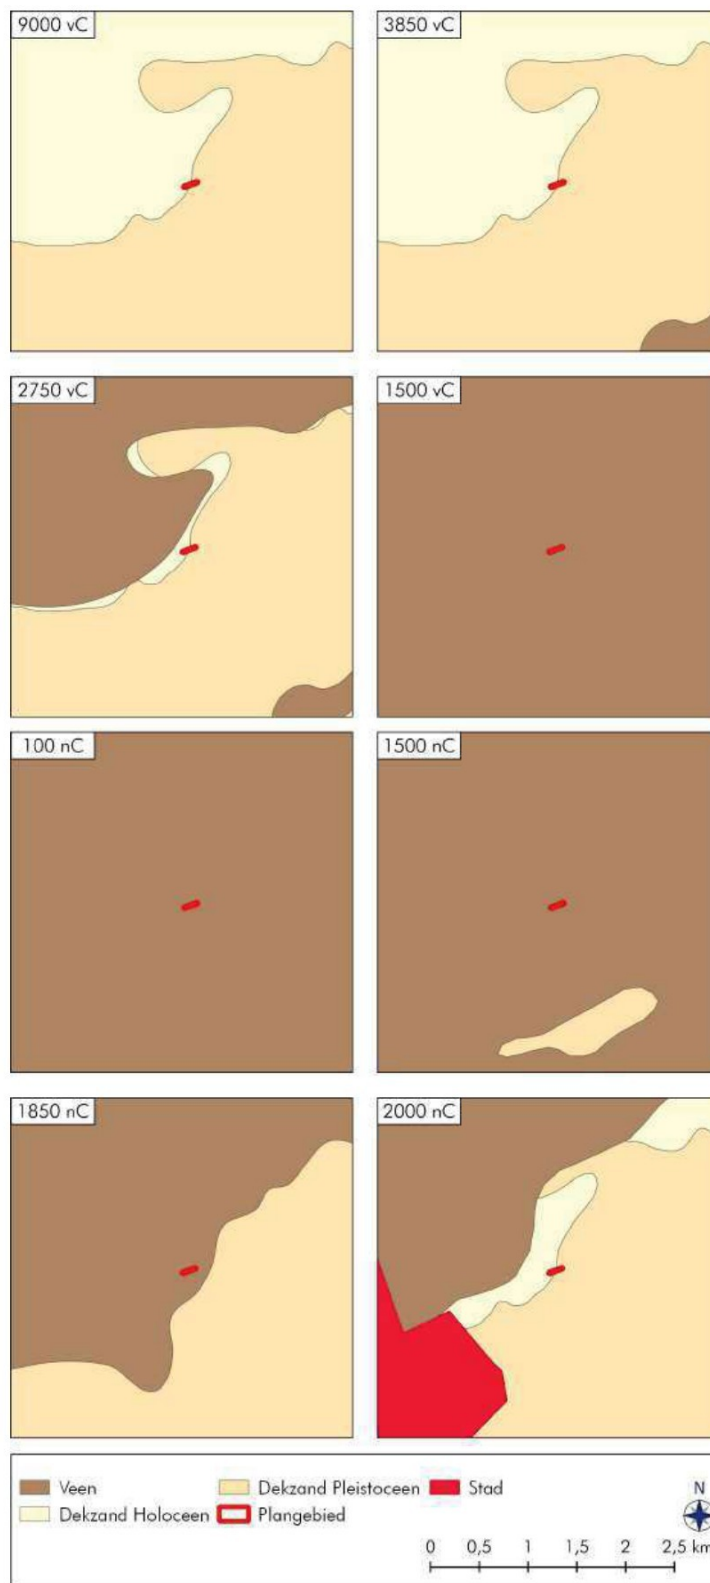 9000 vC
3850 vC
2750 vC
1500 vC
100 nC
1500 nC
1850 nC
2000 nC
Veen
Dekzand Pleistoceen
Stad
Dekzand Holoceen
Plangebied
N
0 0,5 1 1,5 2 2,5 km